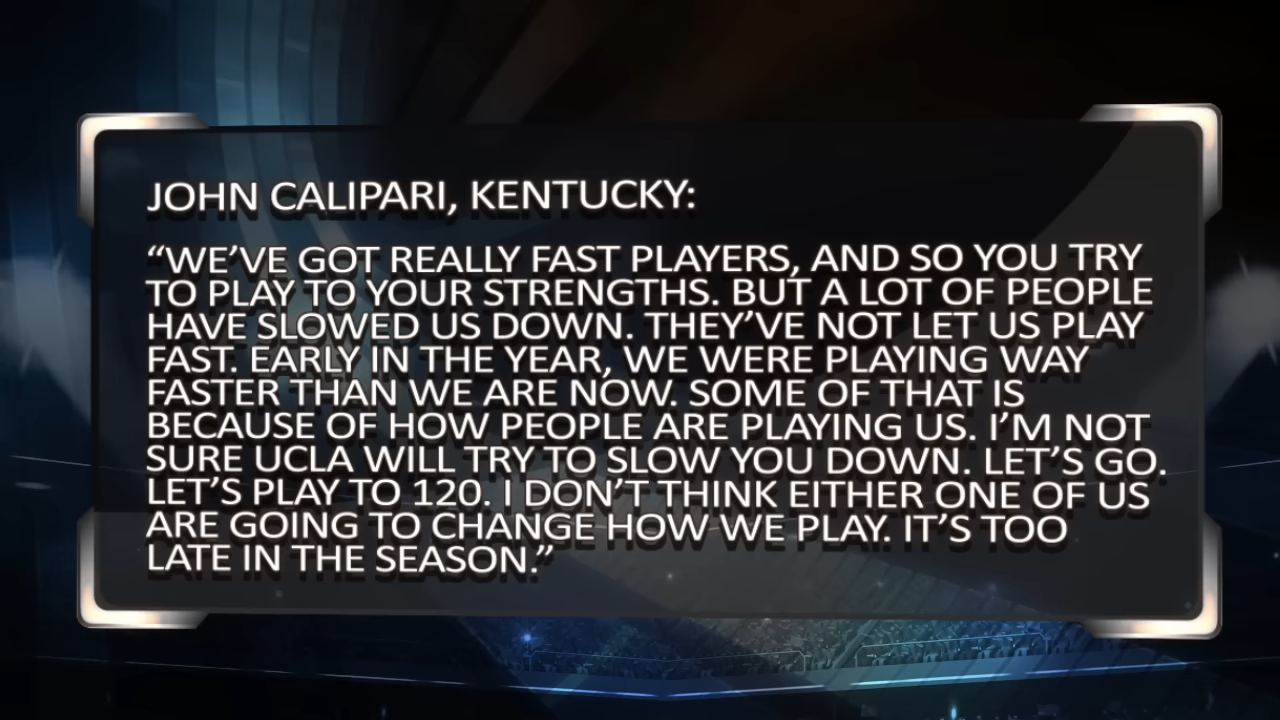 JOHN CALIPARI, KENTUCKY:
“WE’VE GOT REALLY FAST PLAYERS, AND SO YOU TRY
TO PLAY TO YOUR STRENGTHS. BUT A LOT OF PEOPLE
HAVE SLOWED US DOWN. THEY’VE NOT LET US PLAY
FAST. EARLY IN THE YEAR, WE WERE PLAYING WAY
FASTER THAN WE ARE NOW. SOME OF THAT IS
BECAUSE OF HOW PEOPLE ARE PLAYING US. I’M NOT
SURE UCLA WILL TRY TO SLOW YOU DOWN. LET’S GO.
LET’S PLAY TO 120. I DON’T THINK EITHER ONE OF US
ARE GOING TO CHANGE HOW WE PLAY. IT’S TOO
LATE IN THE SEASON.”